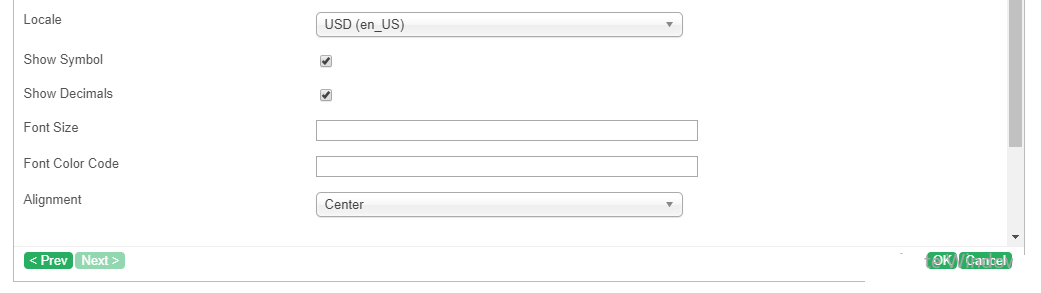 Locale
USD (en_US)
Show Symbol
Show Decimals
Font Size
Font Color Code
Alignment
Center
< Prev Next > OK Cancel